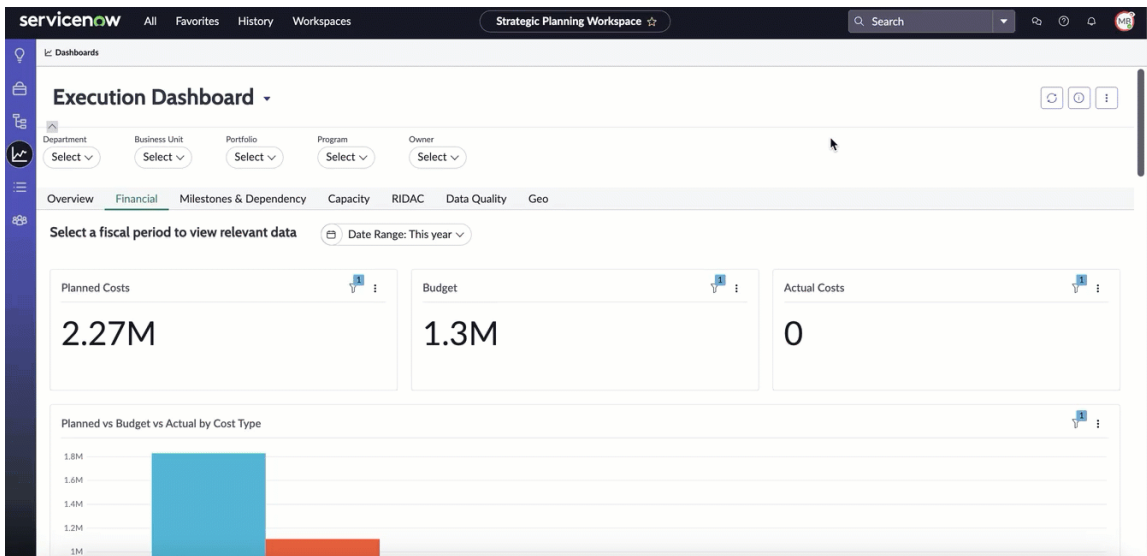 servicenow All Favorites History Workspaces Strategic Planning Workspace Search MB
Dashboards
Execution Dashboard
Department Business Unit Portfolio Program Owner
Select Select Select Select Select
Overview Financial Milestones & Dependency Capacity RIDAC Data Quality Geo
Select a fiscal period to view relevant data Date Range: This year
Planned Costs 1 Budget 1 Actual Costs 1
2.27M 1.3M 0
Planned vs Budget vs Actual by Cost Type 1
1.8M
1.6M
1.4M
1.2M
1M